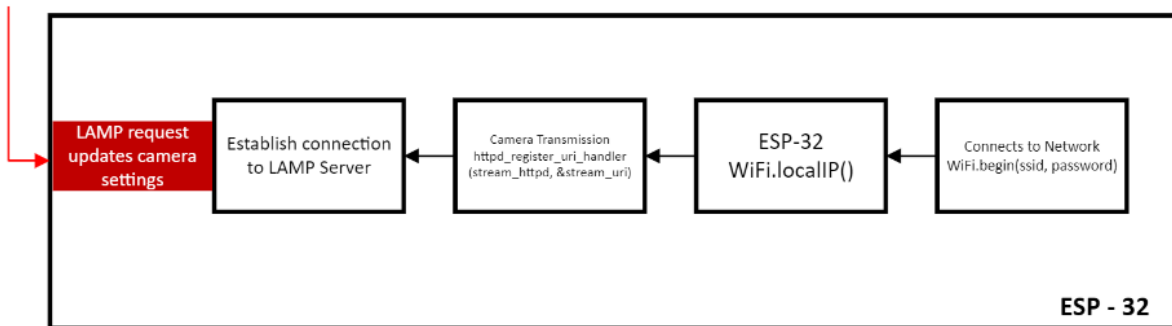 LAMP request
updates camera
settings
Establish connection
to LAMP Server
Camera Transmission
httpd_register_uri_handler
(stream_httpd, &stream_uri)
ESP-32
WiFi.localIP()
Connects to Network
WiFi.begin(ssid, password)
ESP - 32